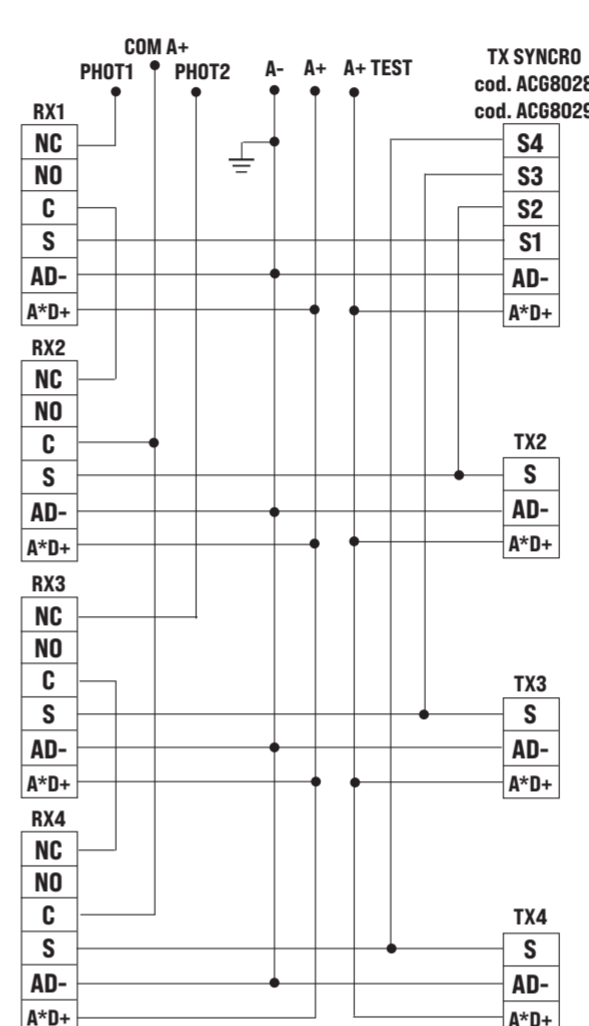 COM A+
PHOT1
PHOT2
A-
A+
A+ TEST
TX SYNCRO
cod. ACG8028
cod. ACG8029
RX1
NC
NO
C
S
AD-
A*D+
S4
S3
S2
S1
AD-
A*D+
RX2
NC
NO
C
S
AD-
A*D+
TX2
S
AD-
A*D+
RX3
NC
NO
C
S
AD-
A*D+
TX3
S
AD-
A*D+
RX4
NC
NO
C
S
AD-
A*D+
TX4
S
AD-
A*D+